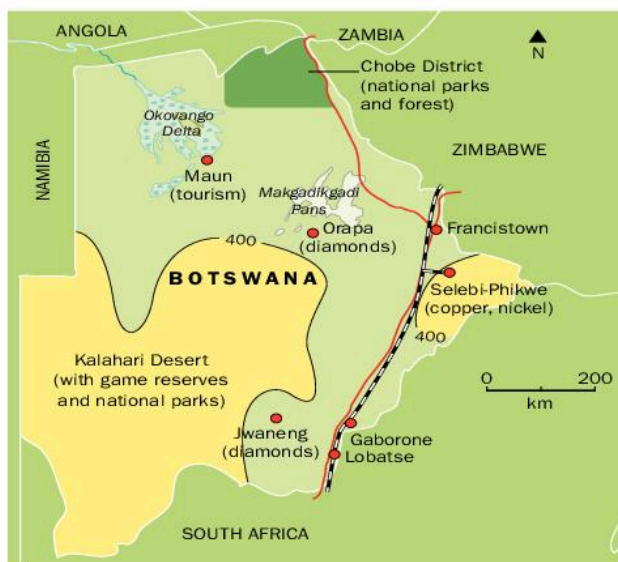 ANGOLA
ZAMBIA
N
Chobe District
(national parks
and forest)
Okovango
Delta
NAMIBIA
ZIMBABWE
Maun
(tourism)
Makgadikgadi
Pans
Francistown
Orapa
(diamonds)
400
BOTSWANA
Selebi-Phikwe
(copper, nickel)
400
Kalahari Desert
(with game reserves
and national parks)
0 200
km
Jwaneng
(diamonds)
Gaborone
Lobatse
SOUTH AFRICA